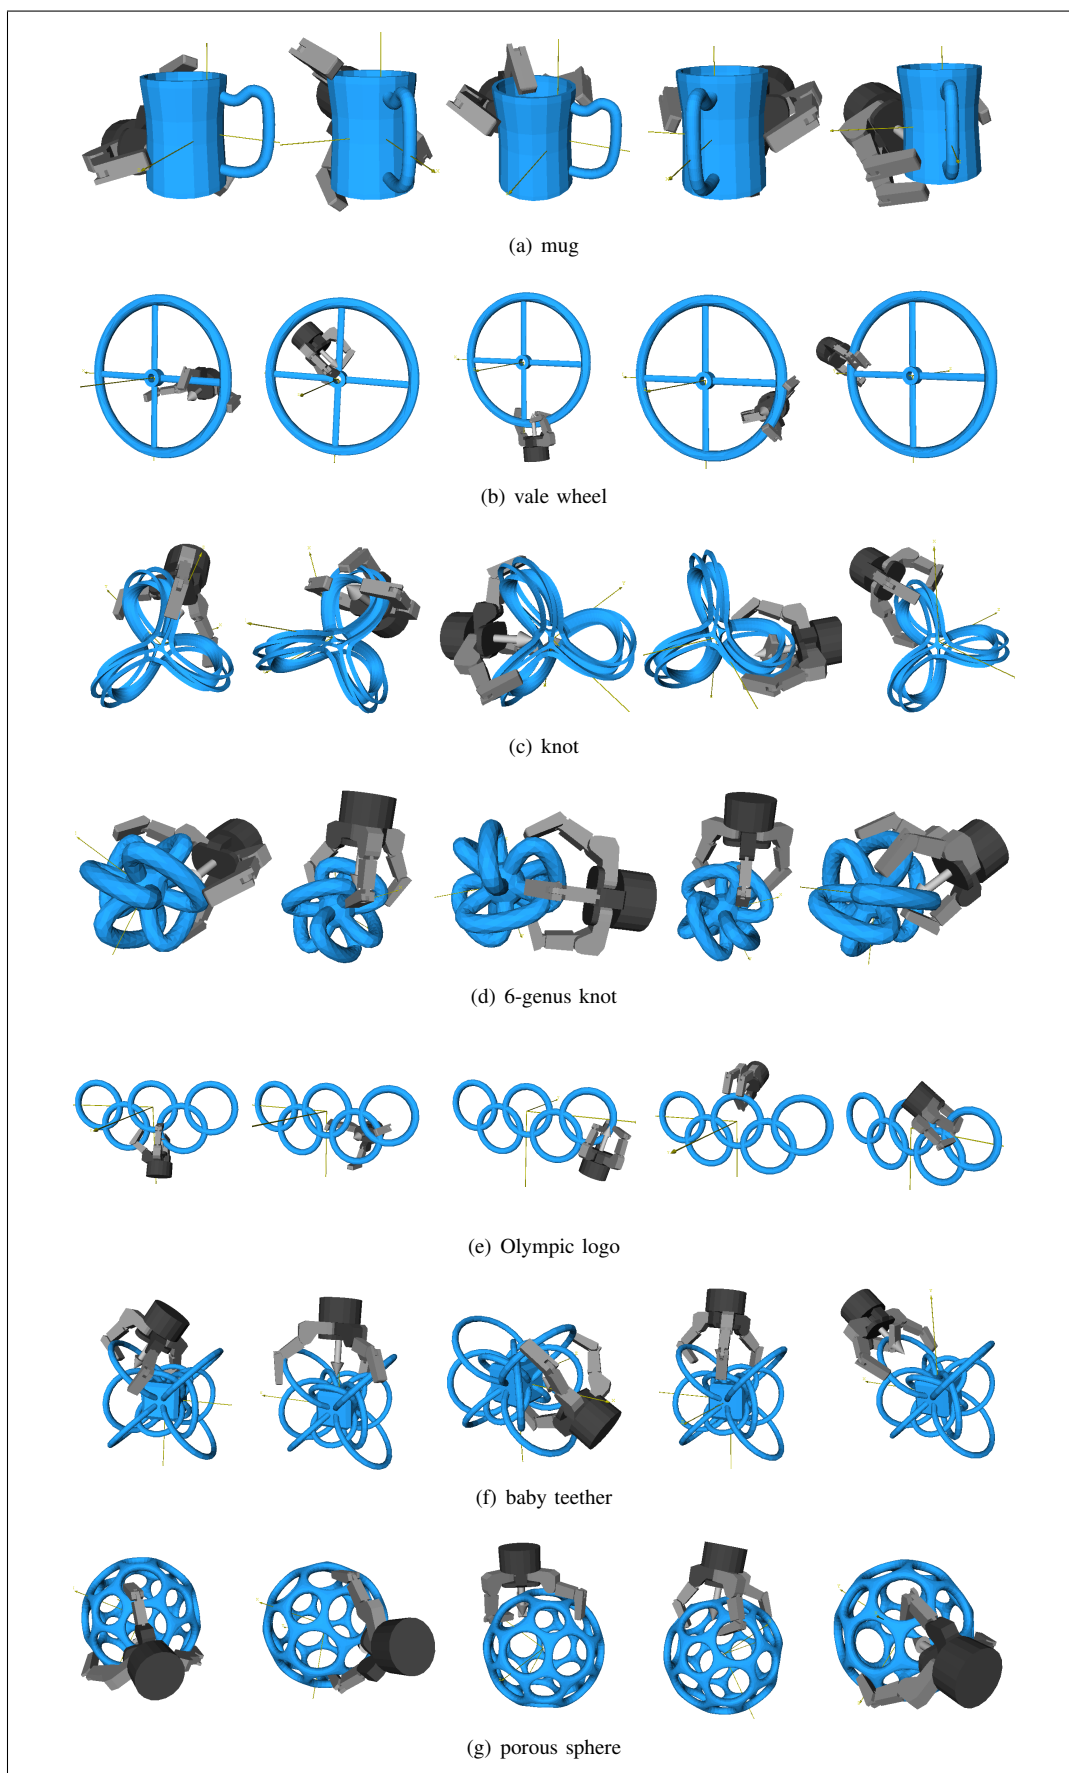 (a) mug
(b) vale wheel
(c) knot
(d) 6-genus knot
(e) Olympic logo
(f) baby teether
(g) porous sphere